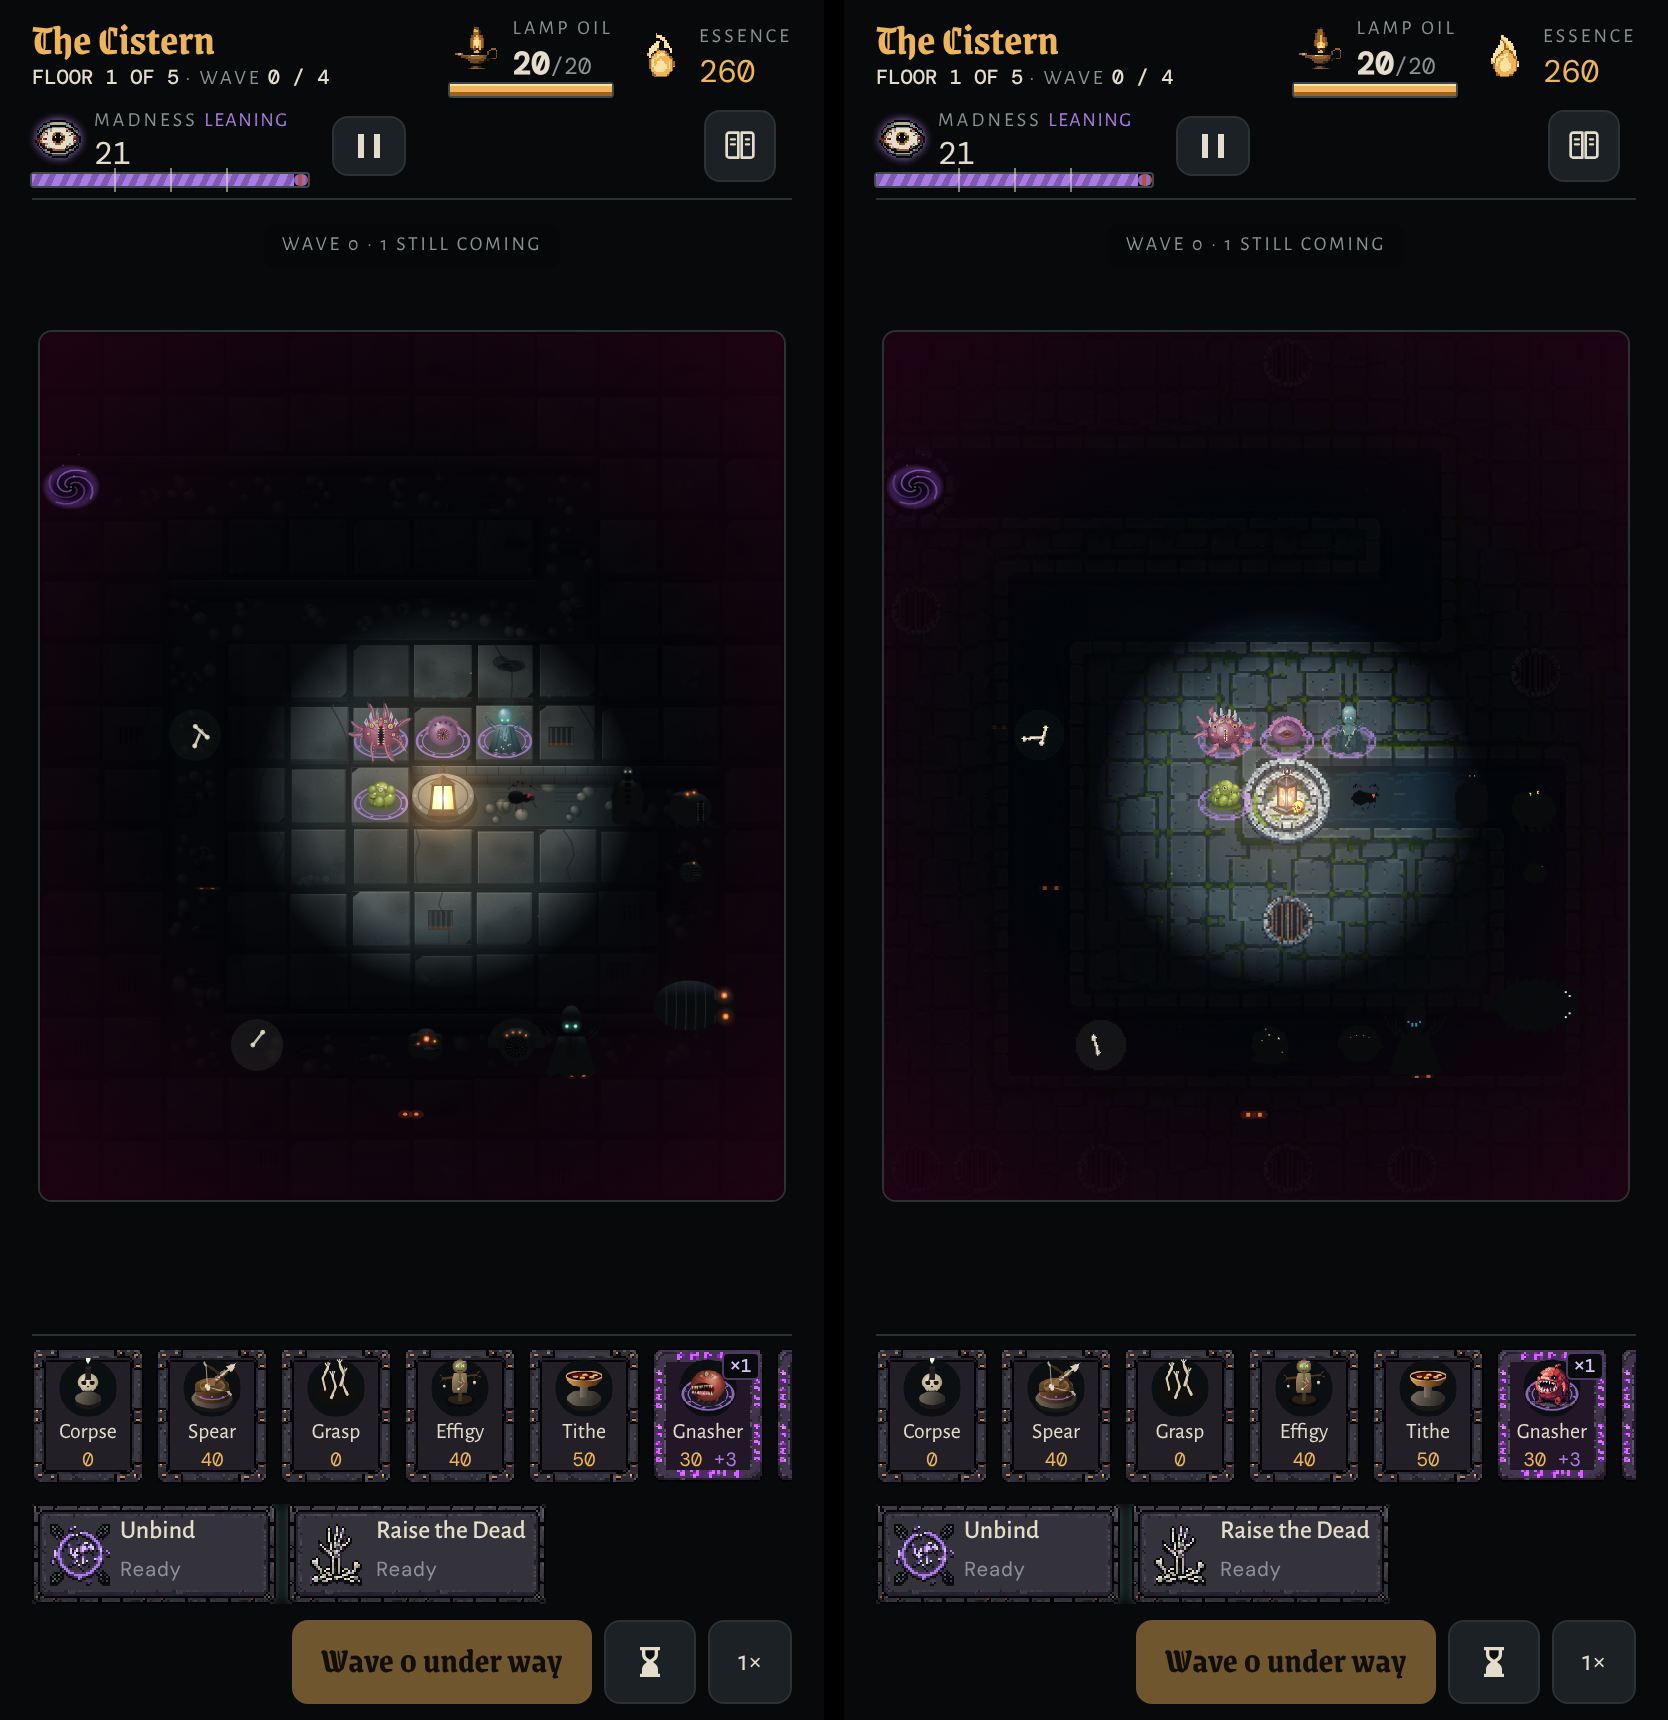 The Cistern
FLOOR 1 OF 5 · WAVE 0 / 4
LAMP OIL
20/20
ESSENCE
260
MADNESS LEANING
21
WAVE 0 · 1 STILL COMING
Corpse
0
Spear
40
Grasp
0
Effigy
40
Tithe
50
×1
Gnasher
30 +3
Unbind
Ready
Raise the Dead
Ready
Wave 0 under way
1×
The Cistern
FLOOR 1 OF 5 · WAVE 0 / 4
LAMP OIL
20/20
ESSENCE
260
MADNESS LEANING
21
WAVE 0 · 1 STILL COMING
Corpse
0
Spear
40
Grasp
0
Effigy
40
Tithe
50
×1
Gnasher
30 +3
Unbind
Ready
Raise the Dead
Ready
Wave 0 under way
1×